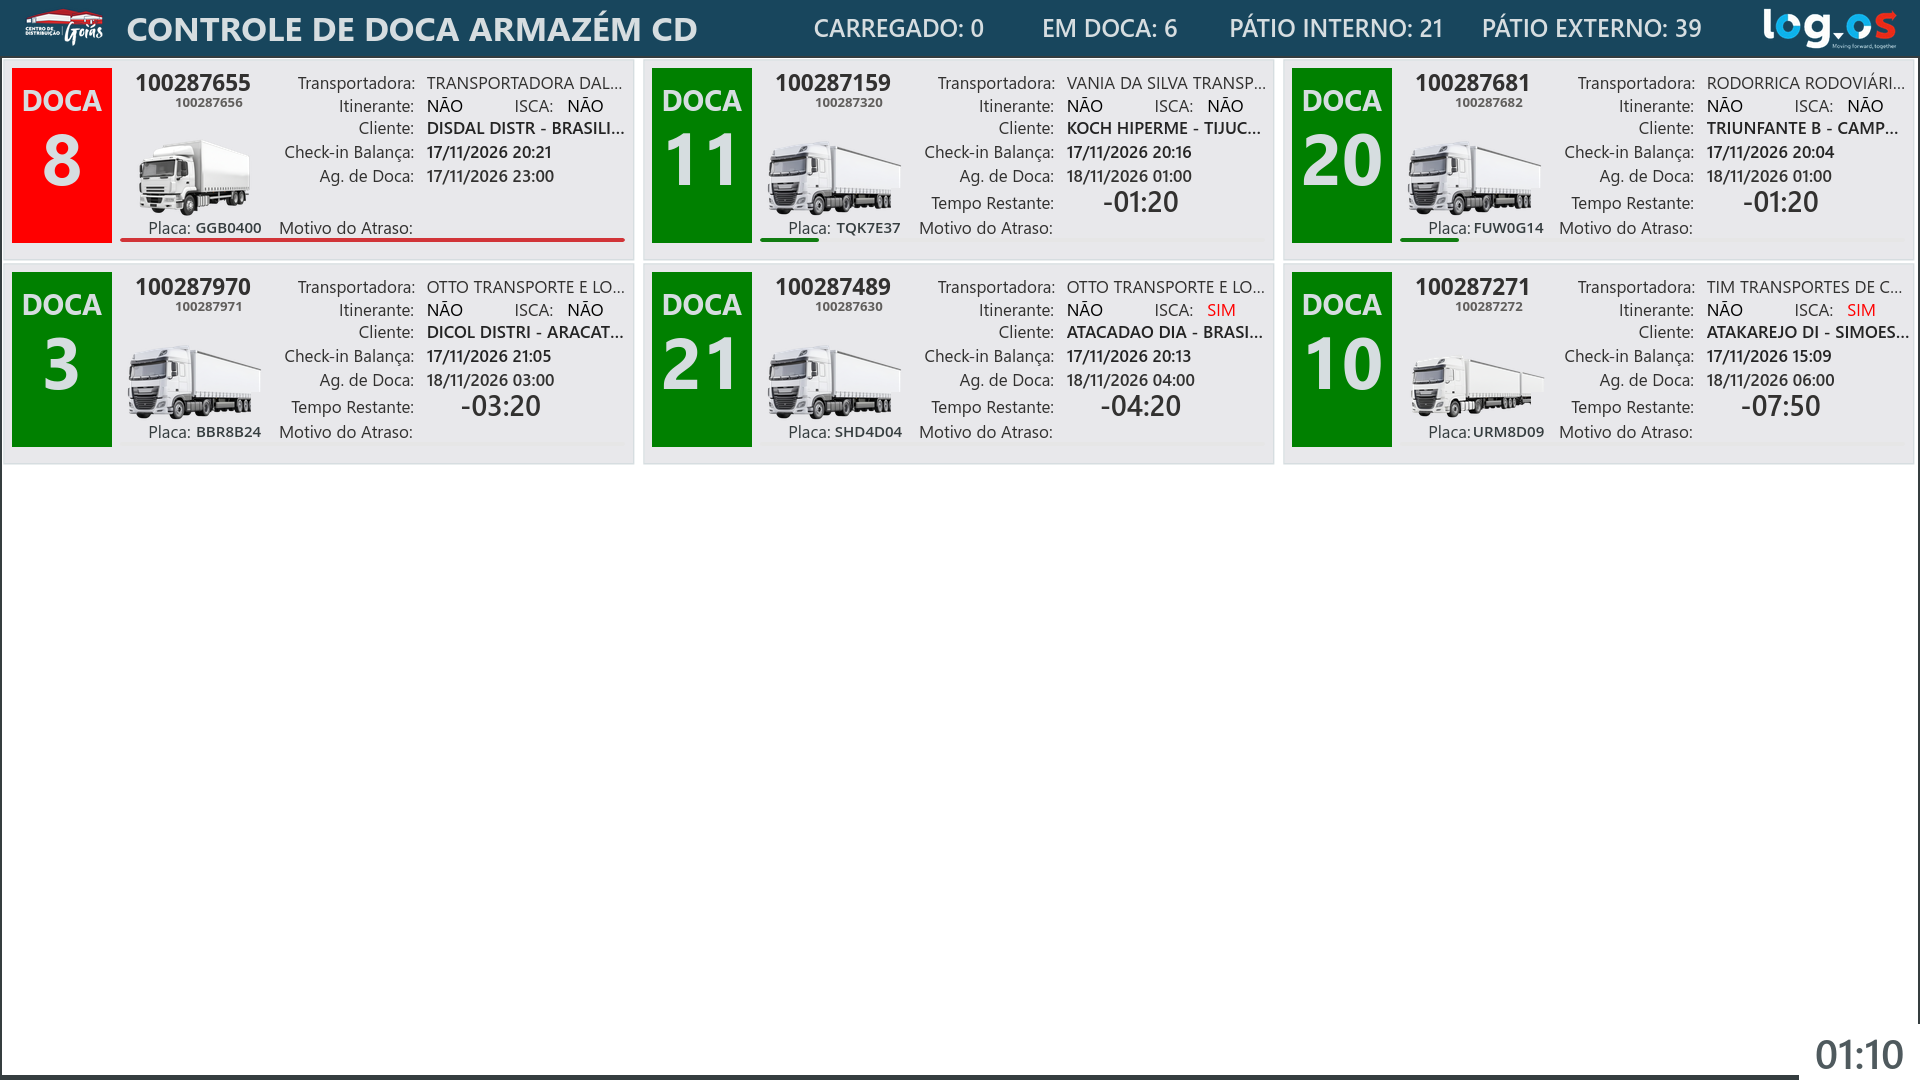 CENTRO DE
DISTRIBUIÇÃO
Goiás
CONTROLE DE DOCA ARMAZÉM CD
CARREGADO: 0
EM DOCA: 6
PÁTIO INTERNO: 21
PÁTIO EXTERNO: 39
log.os
Moving forward, together
DOCA
8
100287655
100287656
Placa: GGB0400
Transportadora: TRANSPORTADORA DAL...
Itinerante: NÃO ISCA: NÃO
Cliente: DISDAL DISTR - BRASILI...
Check-in Balança: 17/11/2026 20:21
Ag. de Doca: 17/11/2026 23:00
Motivo do Atraso:
DOCA
11
100287159
100287320
Placa: TQK7E37
Transportadora: VANIA DA SILVA TRANSP...
Itinerante: NÃO ISCA: NÃO
Cliente: KOCH HIPERME - TIJUC...
Check-in Balança: 17/11/2026 20:16
Ag. de Doca: 18/11/2026 01:00
Tempo Restante: -01:20
Motivo do Atraso:
DOCA
20
100287681
100287682
Placa: FUW0G14
Transportadora: RODORRICA RODOVIÁRI...
Itinerante: NÃO ISCA: NÃO
Cliente: TRIUNFANTE B - CAMP...
Check-in Balança: 17/11/2026 20:04
Ag. de Doca: 18/11/2026 01:00
Tempo Restante: -01:20
Motivo do Atraso:
DOCA
3
100287970
100287971
Placa: BBR8B24
Transportadora: OTTO TRANSPORTE E LO...
Itinerante: NÃO ISCA: NÃO
Cliente: DICOL DISTRI - ARACAT...
Check-in Balança: 17/11/2026 21:05
Ag. de Doca: 18/11/2026 03:00
Tempo Restante: -03:20
Motivo do Atraso:
DOCA
21
100287489
100287630
Placa: SHD4D04
Transportadora: OTTO TRANSPORTE E LO...
Itinerante: NÃO ISCA: SIM
Cliente: ATACADAO DIA - BRASI...
Check-in Balança: 17/11/2026 20:13
Ag. de Doca: 18/11/2026 04:00
Tempo Restante: -04:20
Motivo do Atraso:
DOCA
10
100287271
100287272
Placa: URM8D09
Transportadora: TIM TRANSPORTES DE C...
Itinerante: NÃO ISCA: SIM
Cliente: ATAKAREJO DI - SIMOES...
Check-in Balança: 17/11/2026 15:09
Ag. de Doca: 18/11/2026 06:00
Tempo Restante: -07:50
Motivo do Atraso:
01:10